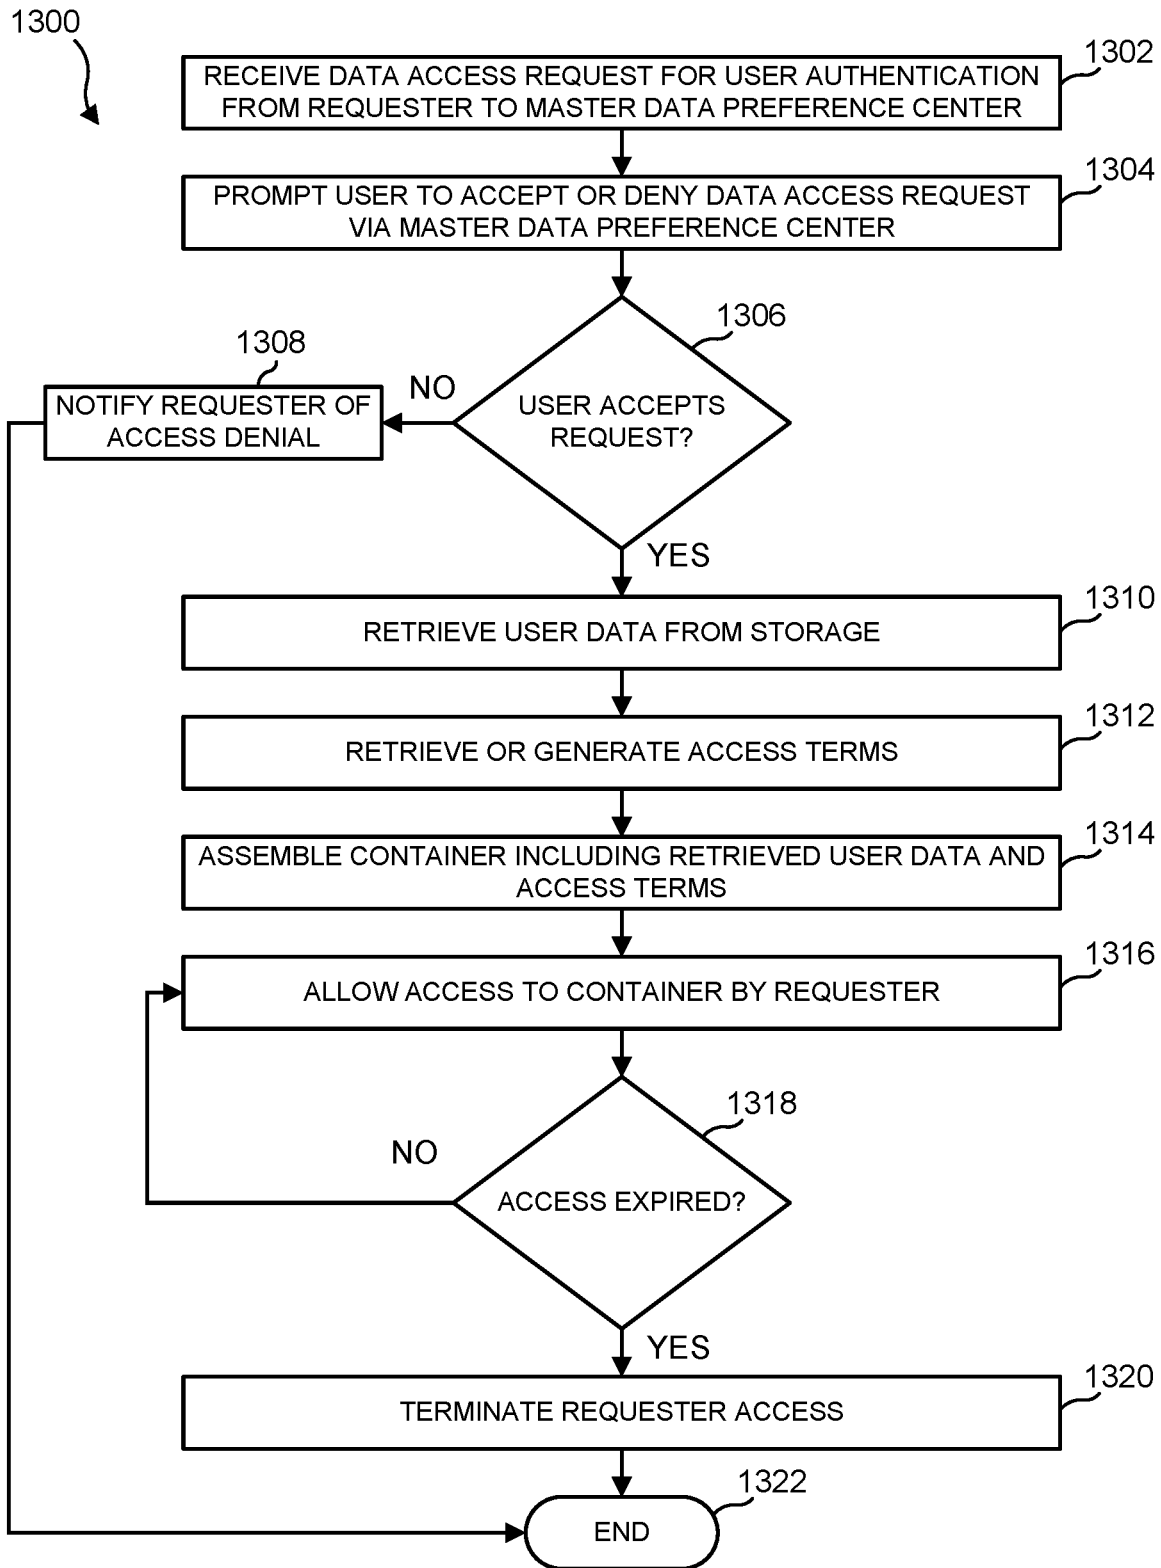 1300
1302
RECEIVE DATA ACCESS REQUEST FOR USER AUTHENTICATION
FROM REQUESTER TO MASTER DATA PREFERENCE CENTER
1304
PROMPT USER TO ACCEPT OR DENY DATA ACCESS REQUEST
VIA MASTER DATA PREFERENCE CENTER
1306
USER ACCEPTS
REQUEST?
NO
1308
NOTIFY REQUESTER OF
ACCESS DENIAL
YES
1310
RETRIEVE USER DATA FROM STORAGE
1312
RETRIEVE OR GENERATE ACCESS TERMS
1314
ASSEMBLE CONTAINER INCLUDING RETRIEVED USER DATA AND
ACCESS TERMS
1316
ALLOW ACCESS TO CONTAINER BY REQUESTER
1318
ACCESS EXPIRED?
NO
YES
1320
TERMINATE REQUESTER ACCESS
1322
END